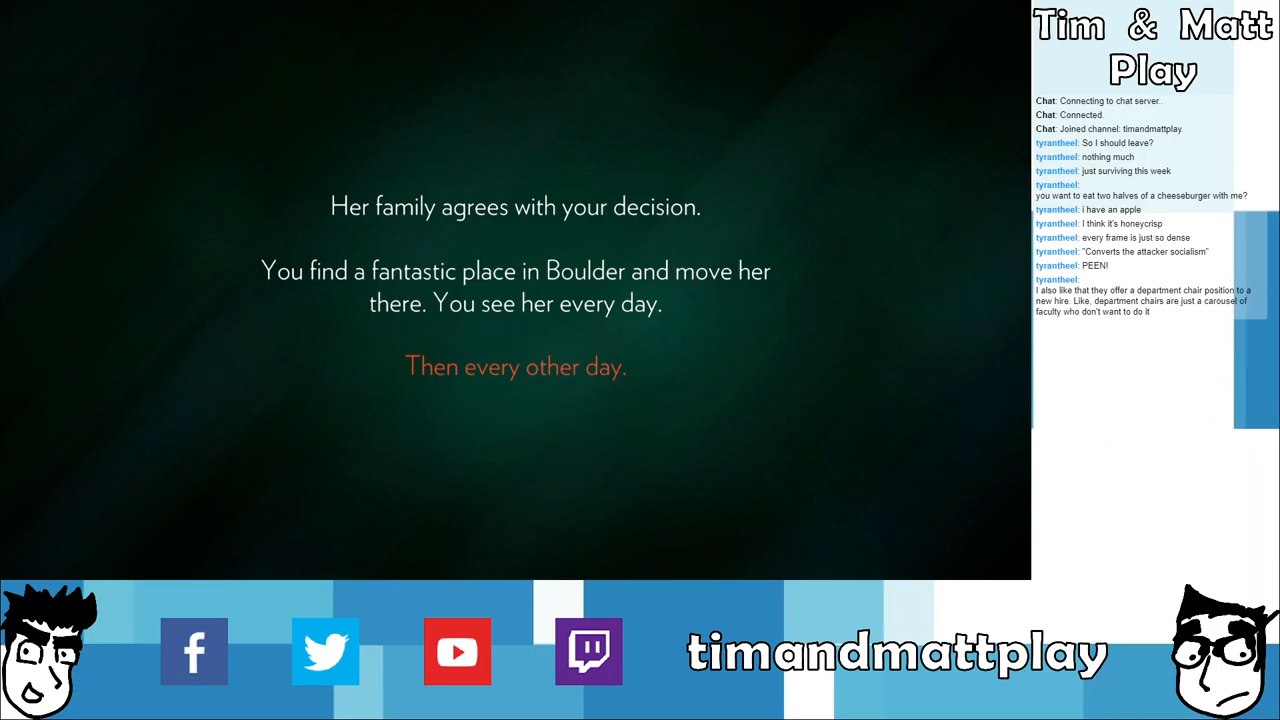 Her family agrees with your decision.
You find a fantastic place in Boulder and move her
there. You see her every day.
Then every other day.
Tim & Matt
Play
Chat: Connecting to chat server..
Chat: Connected.
Chat: Joined channel: timandmattplay.
tyrantheel: So I should leave?
tyrantheel: nothing much
tyrantheel: just surviving this week
tyrantheel:
you want to eat two halves of a cheeseburger with me?
tyrantheel: i have an apple
tyrantheel: I think it's honeycrisp
tyrantheel: every frame is just so dense
tyrantheel: "Converts the attacker socialism"
tyrantheel: PEEN!
tyrantheel:
I also like that they offer a department chair position to a
new hire. Like, department chairs are just a carousel of
faculty who don't want to do it
timandmattplay